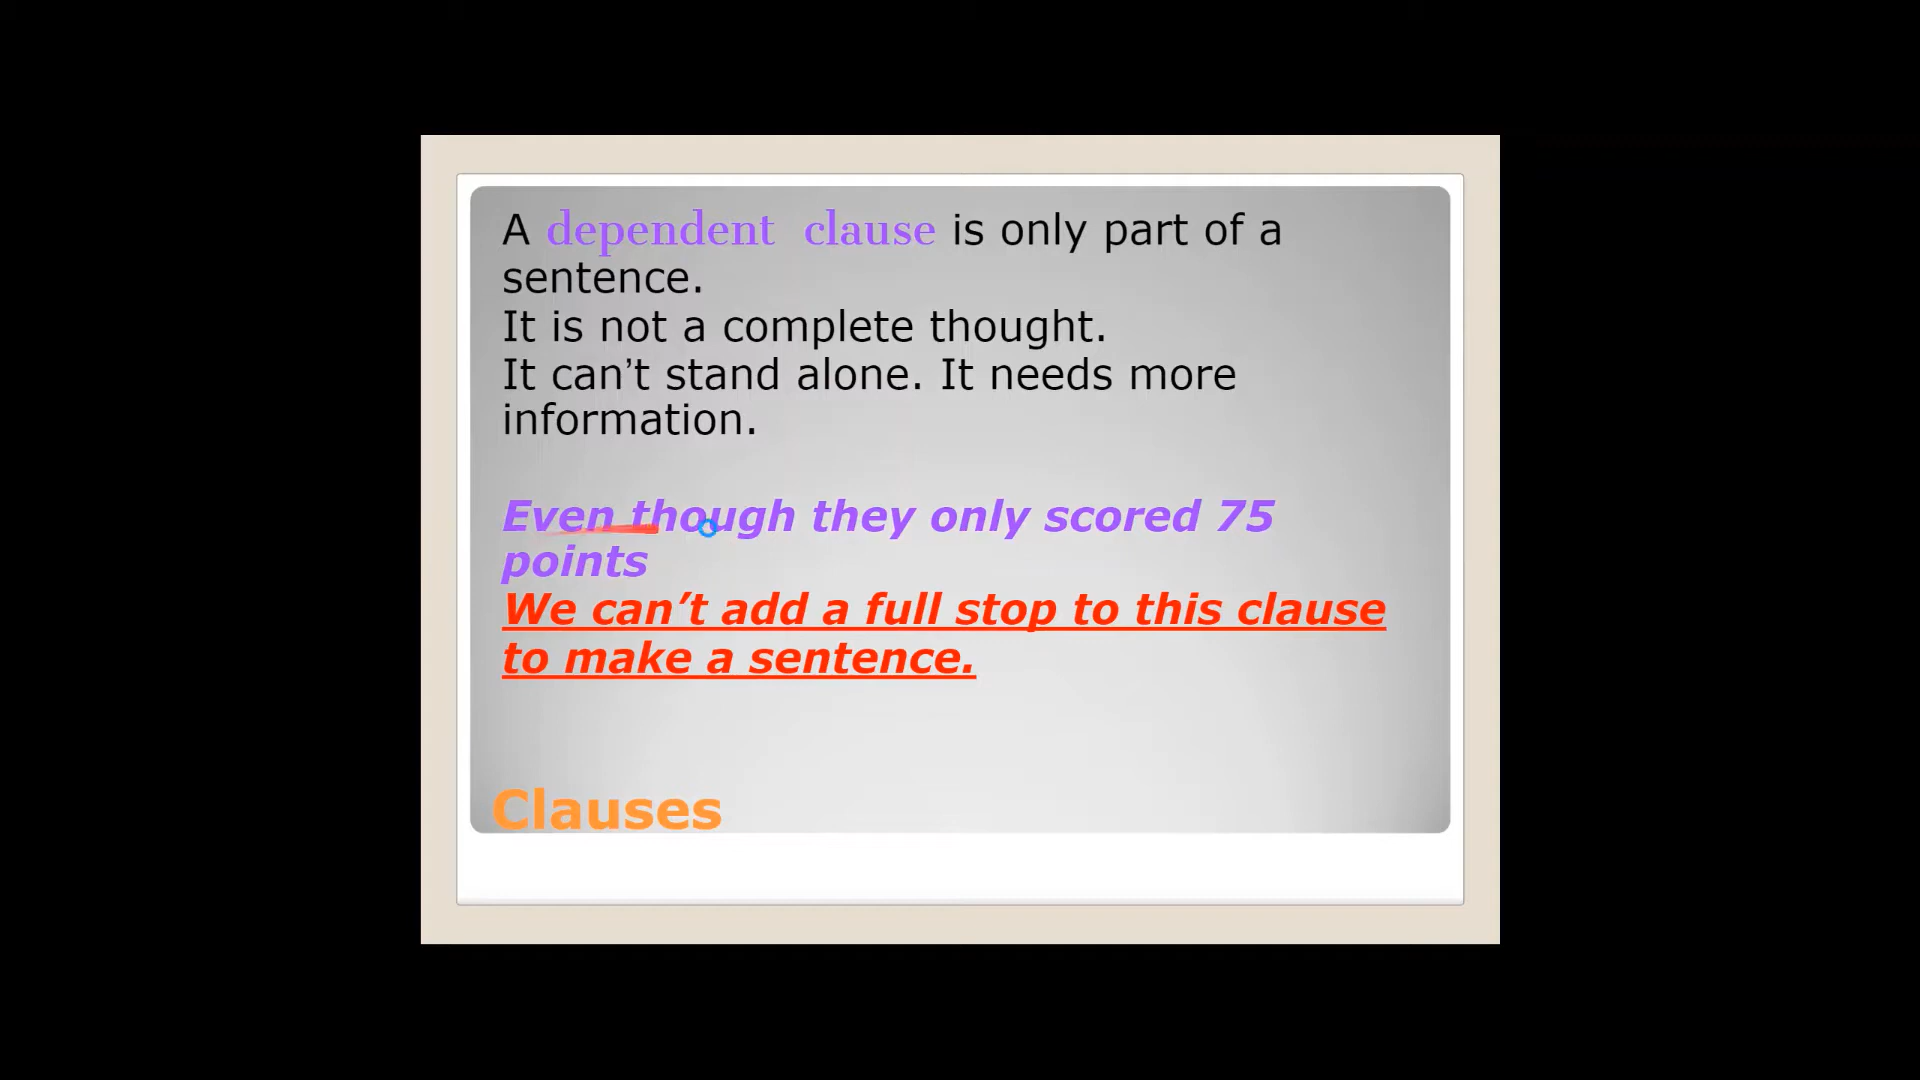 A dependent clause is only part of a
sentence.
It is not a complete thought.
It can’t stand alone. It needs more
information.
Even though they only scored 75
points
We can’t add a full stop to this clause
to make a sentence.
Clauses